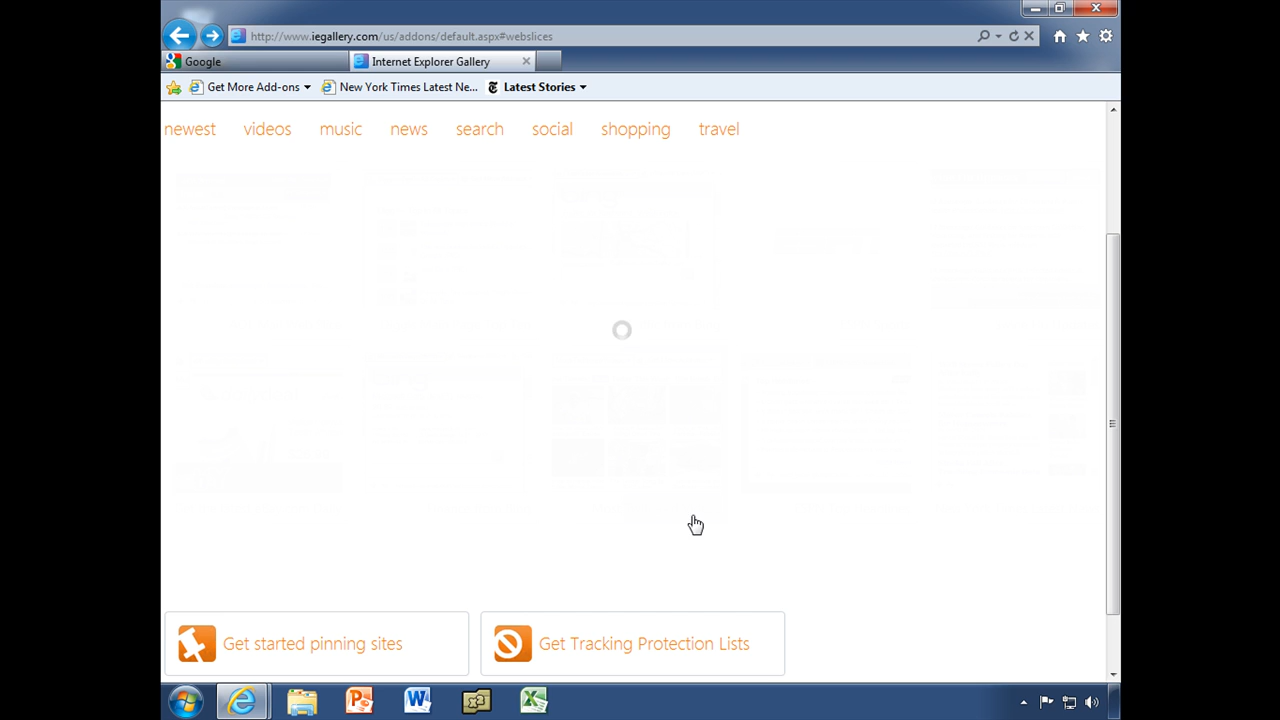 http://www.iegallery.com/us/addons/default.aspx#webslices
Google
Internet Explorer Gallery
Get More Add-ons
New York Times Latest Ne...
Latest Stories
newest videos music news search social shopping travel
Get started pinning sites
Get Tracking Protection Lists